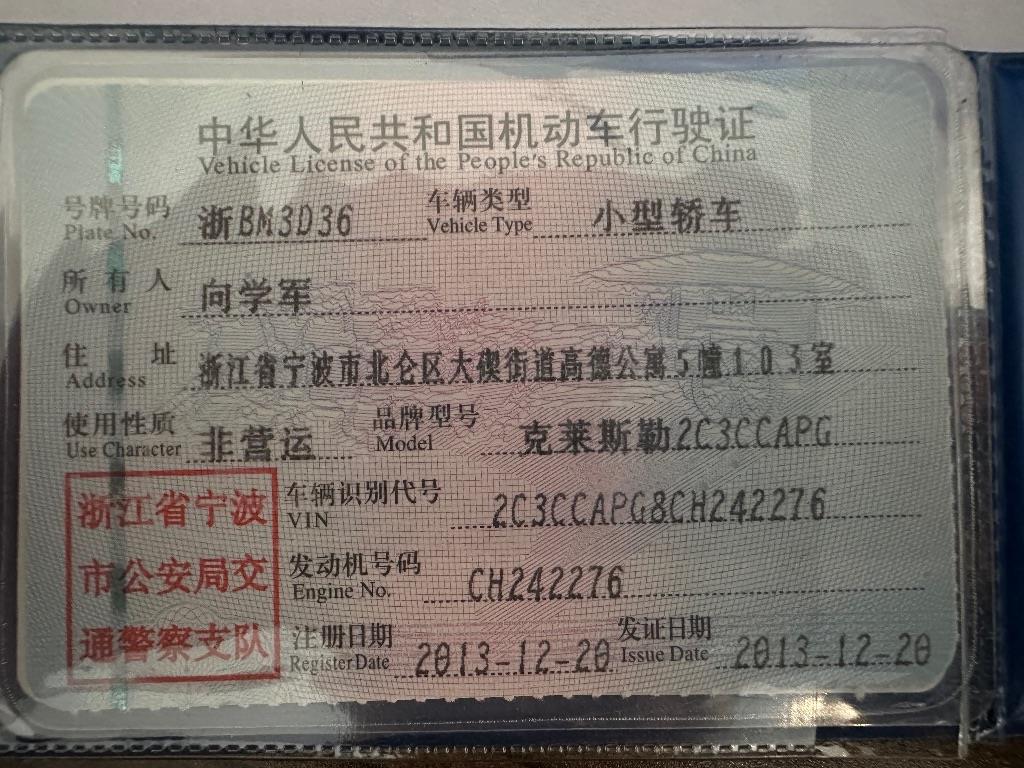 中华人民共和国机动车行驶证
Vehicle License of the People's Republic of China
号牌号码 浙BM3D36 车辆类型 小型轿车
Plate No. Vehicle Type
所有人 向学军
Owner
住址 浙江省宁波市北仑区大碶街道高德公寓5幢103室
Address
使用性质 非营运 品牌型号 克莱斯勒2C3CCAPG
Use Character Model
浙江省宁波 车辆识别代号 2C3CCAPG8CH242276
VIN
市公安局交 发动机号码 CH242276
Engine No.
通警察支队 注册日期 2013-12-20 发证日期 2013-12-20
Register Date Issue Date